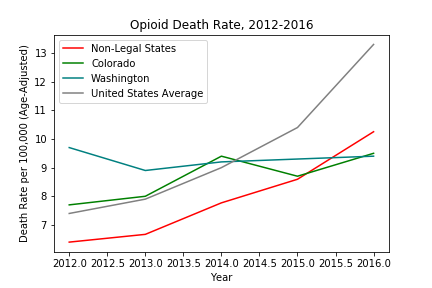 Opioid Death Rate, 2012-2016
Death Rate per 100,000 (Age-Adjusted)
Non-Legal States
Colorado
Washington
United States Average
13
12
11
10
9
8
7
2012.0 2012.5 2013.0 2013.5 2014.0 2014.5 2015.0 2015.5 2016.0
Year